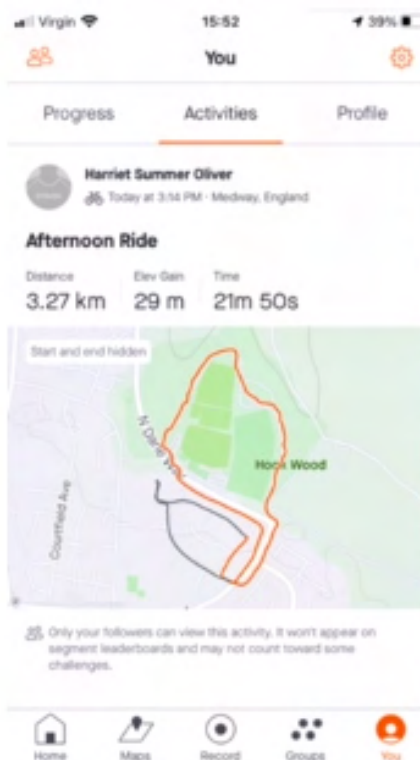 Virgin 15:52 39%
You
Progress Activities Profile
Harriet Summer Oliver
Today at 3:14 PM · Medway, England
Afternoon Ride
Distance Elev Gain Time
3.27 km 29 m 21m 50s
Start and end hidden
N Dane Way
Hook Wood
Courtfield Ave
Only your followers can view this activity. It won't appear on
segment leaderboards and may not count toward some
challenges.
Home Maps Record Groups You